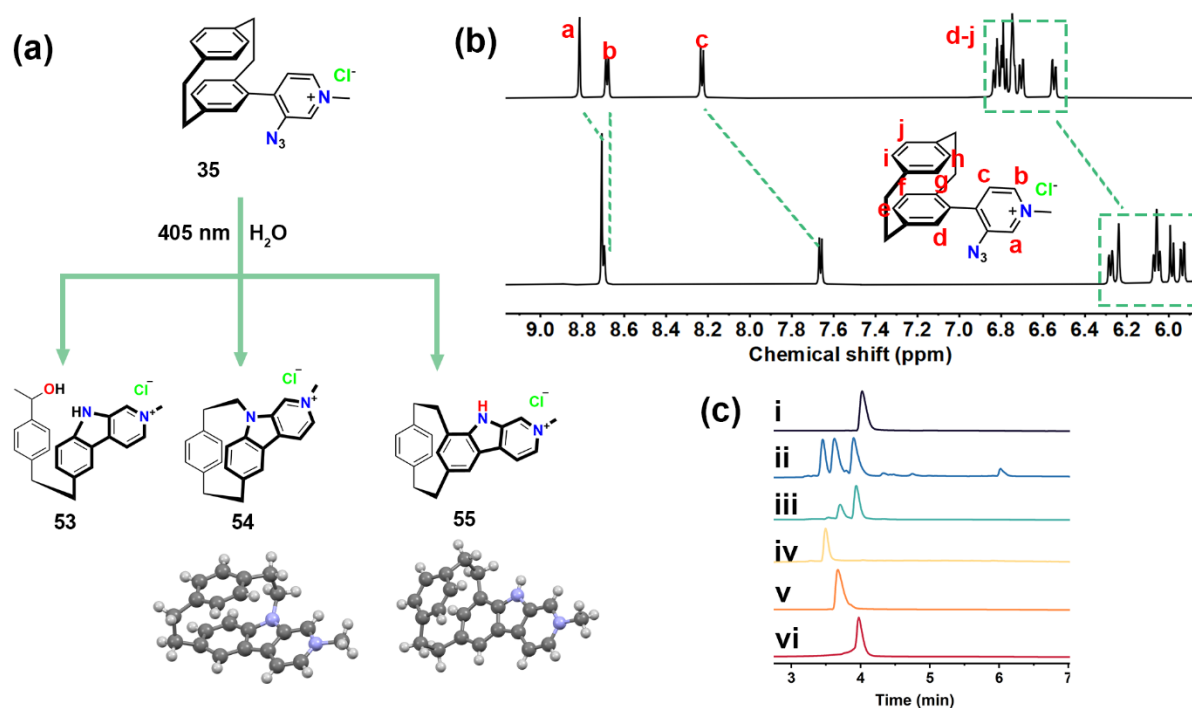 (a)
35
Cl⁻
N
+
N₃
405 nm
H₂O
OH
HN
Cl⁻
N⁺
53
N
Cl⁻
N⁺
54
H
N
Cl⁻
N⁺
55
(b)
a
b
c
d-j
j
i
h
g
f
e
d
c
b
a
N
+
N₃
Cl⁻
9.0 8.8 8.6 8.4 8.2 8.0 7.8 7.6 7.4 7.2 7.0 6.8 6.6 6.4 6.2 6.0
Chemical shift (ppm)
(c)
i
ii
iii
iv
v
vi
3 4 5 6 7
Time (min)